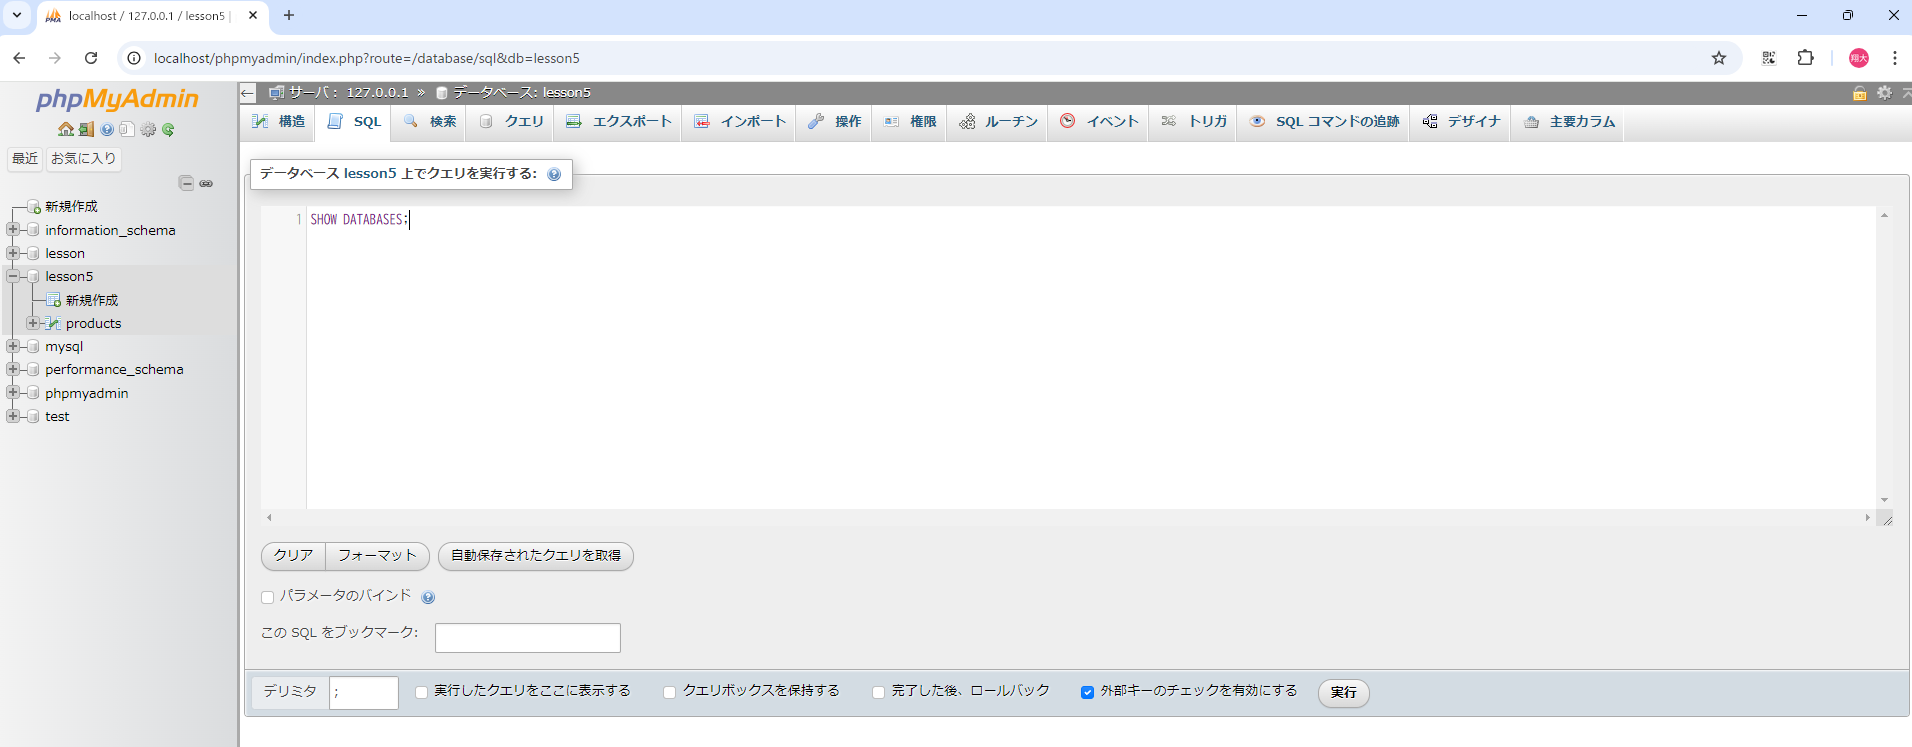 localhost / 127.0.0.1 / lesson5 |
localhost/phpmyadmin/index.php?route=/database/sql&db=lesson5
翔大
phpMyAdmin
最近 お気に入り
新規作成
information_schema
lesson
lesson5
新規作成
products
mysql
performance_schema
phpmyadmin
test
サーバ: 127.0.0.1 » データベース: lesson5
構造 SQL 検索 クエリ エクスポート インポート 操作 権限 ルーチン イベント トリガ SQL コマンドの追跡 デザイナ 主要カラム
データベース lesson5 上でクエリを実行する:
1 SHOW DATABASES;
クリア フォーマット 自動保存されたクエリを取得
パラメータのバインド
この SQL をブックマーク:
デリミタ ; 実行したクエリをここに表示する クエリボックスを保持する 完了した後、ロールバック 外部キーのチェックを有効にする 実行